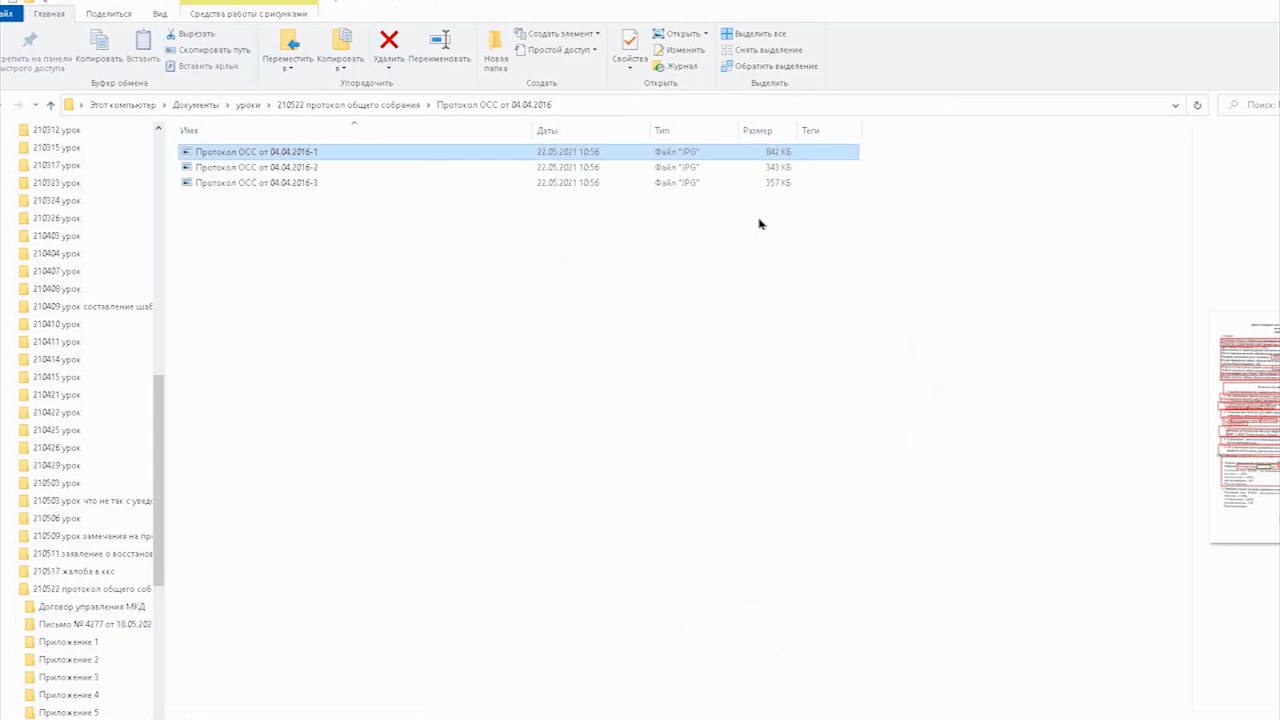 айл Главная Поделиться Вид Средства работы с рисунками
Вырезать
Скопировать путь
Вставить ярлык
репить на панели
ыстрого доступа
Копировать
Вставить
Буфер обмена
Переместить в
Копировать в
Удалить
Переименовать
Упорядочить
Новая папка
Создать элемент
Простой доступ
Создать
Свойства
Открыть
Изменить
Журнал
Открыть
Выделить все
Снять выделение
Обратить выделение
Выделить
Этот компьютер > Документы > уроки > 210522 протокол общего собрания > Протокол ОСС от 04.04.2016
Поиск:
Имя Даты Тип Размер Теги
Протокол ОСС от 04.04.2016-1 22.05.2021 10:56 Файл "JPG" 842 КБ
Протокол ОСС от 04.04.2016-2 22.05.2021 10:56 Файл "JPG" 343 КБ
Протокол ОСС от 04.04.2016-3 22.05.2021 10:56 Файл "JPG" 357 КБ
210312 урок
210315 урок
210317 урок
210323 урок
210324 урок
210326 урок
210403 урок
210404 урок
210407 урок
210408 урок
210409 урок составление шаб
210410 урок
210411 урок
210414 урок
210415 урок
210421 урок
210422 урок
210425 урок
210426 урок
210429 урок
210503 урок
210503 урок что не так с увед
210506 урок
210509 урок замечания на пр
210511 заявление о восстанов
210517 жалоба в ккс
210522 протокол общего соб
Договор управления МКД
Письмо № 4277 от 18.05.202
Приложение 1
Приложение 2
Приложение 3
Приложение 4
Приложение 5